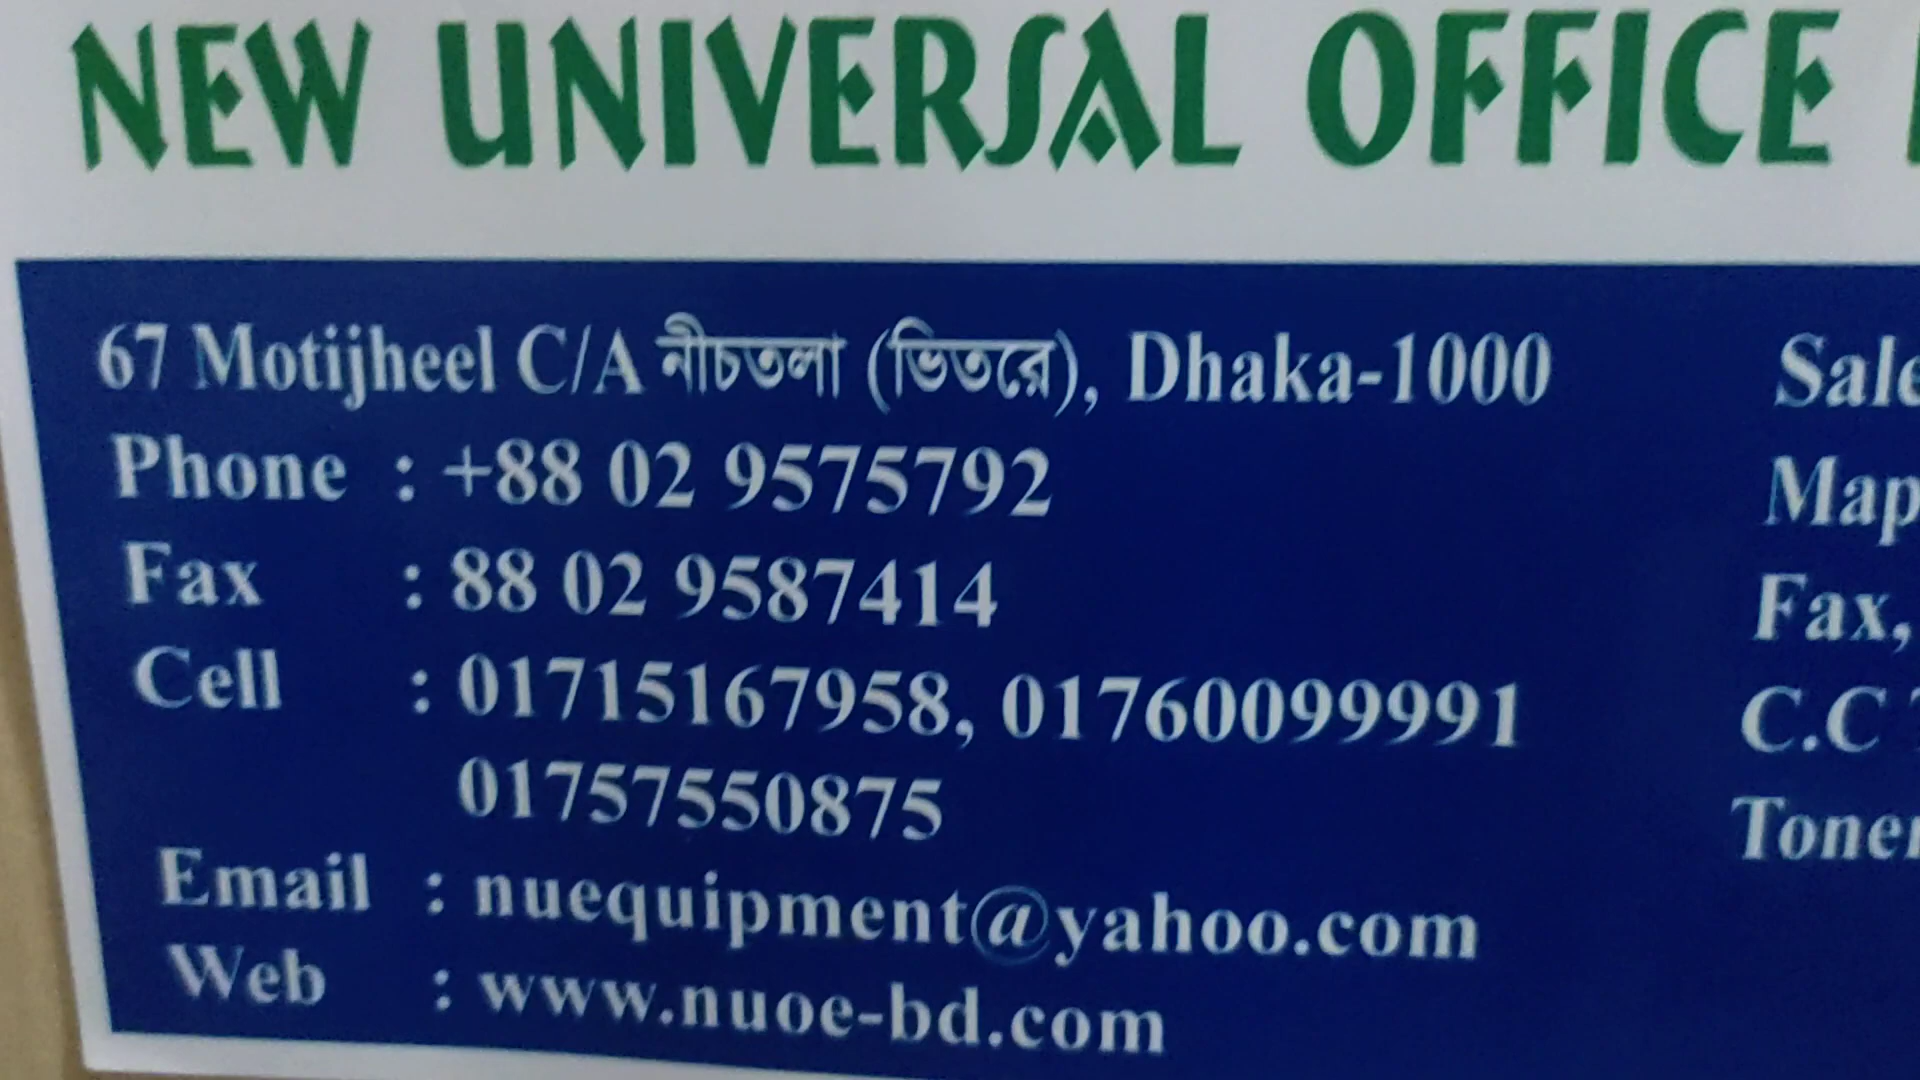 NEW UNIVERSAL OFFICE
67 Motijheel C/A নীচতলা (ভিতরে), Dhaka-1000
Phone : +88 02 9575792
Fax : 88 02 9587414
Cell : 01715167958, 01760099991
01757550875
Email : nuequipment@yahoo.com
Web : www.nuoe-bd.com
Sale
Map
Fax,
C.C
Toner